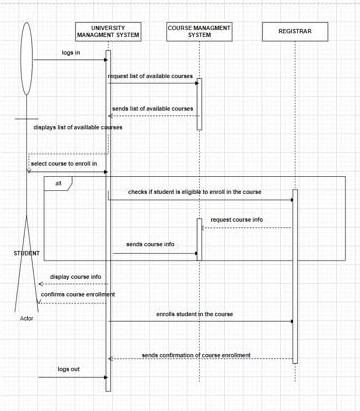 UNIVERSITY
MANAGMENT SYSTEM
COURSE MANAGMENT
SYSTEM
REGISTRAR
logs in
request list of available courses
sends list of available courses
displays list of available courses
select course to enroll in
alt
checks if student is eligible to enroll in the course
request course info
sends course info
STUDENT
display course info
confirms course enrollment
Actor
enrolls student in the course
sends confirmation of course enrollment
logs out